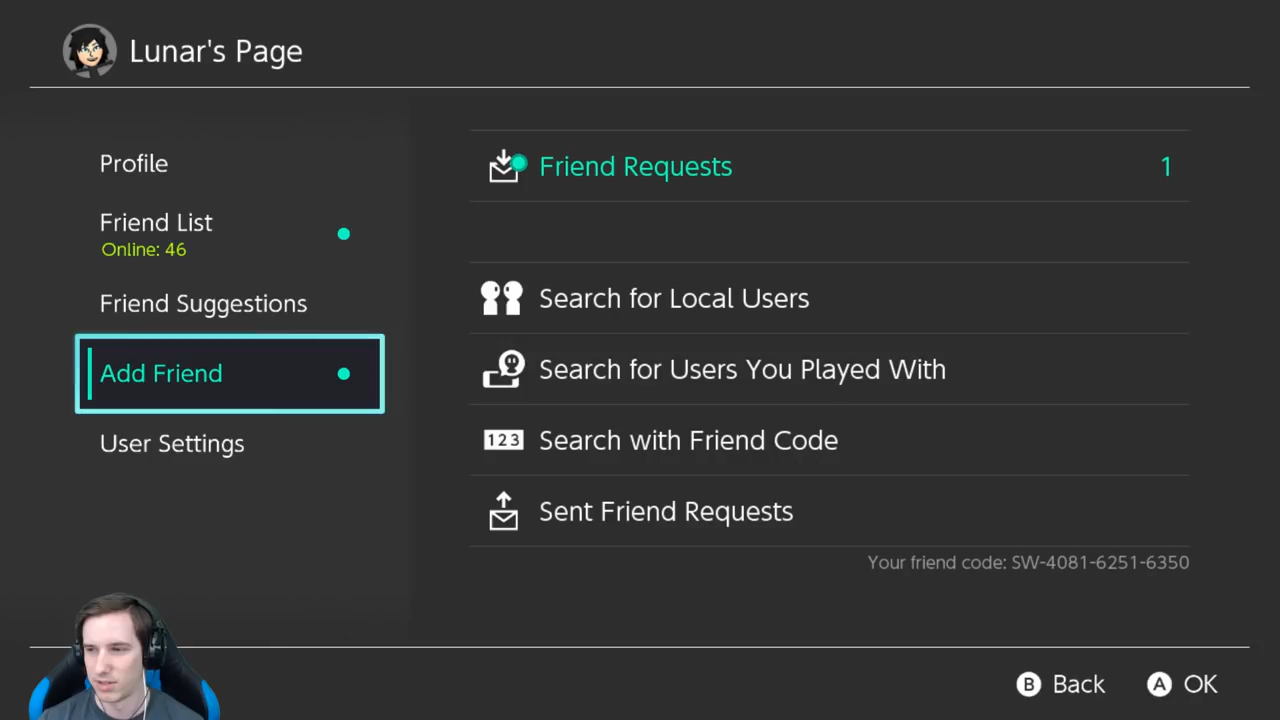 Lunar's Page
Profile
Friend List
Online: 46
Friend Suggestions
Add Friend
User Settings
Friend Requests 1
Search for Local Users
Search for Users You Played With
123 Search with Friend Code
Sent Friend Requests
Your friend code: SW-4081-6251-6350
B Back A OK